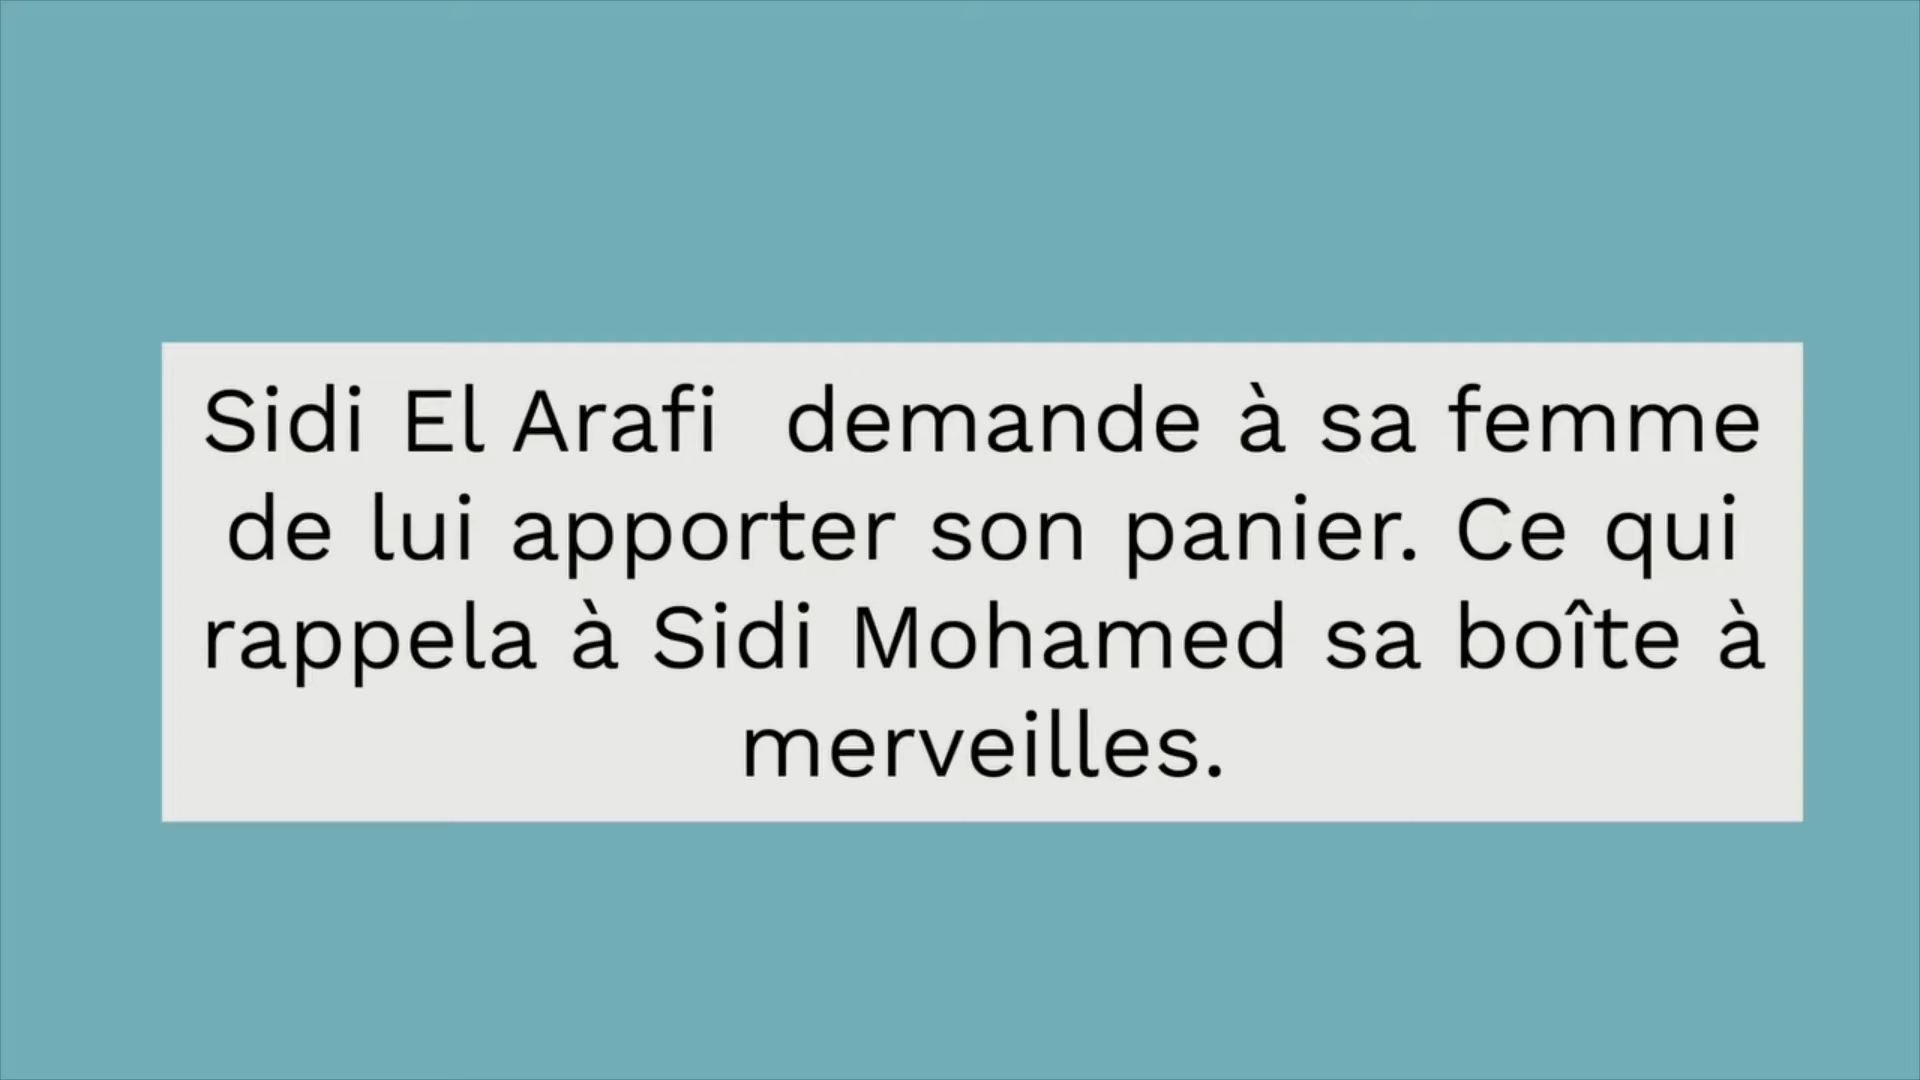 Sidi El Arafi  demande à sa femme
de lui apporter son panier. Ce qui
rappela à Sidi Mohamed sa boîte à
merveilles.